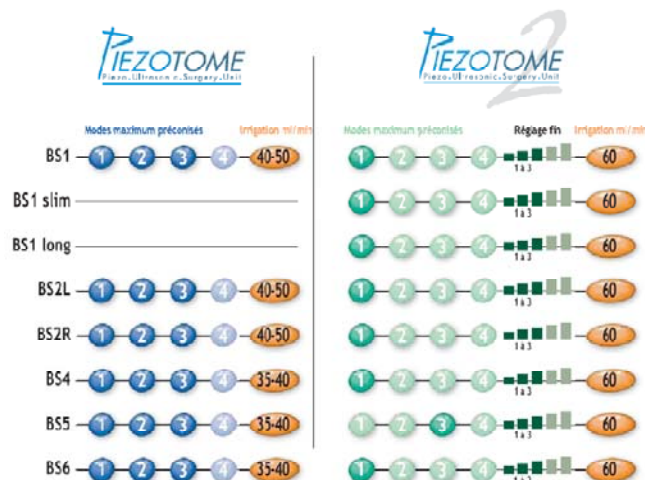 PIEZOTOME
Piezo.Ultrasonic.Surgery.Unit
PIEZOTOME 2
Piezo.Ultrasonic.Surgery.Unit
Modes maximum préconisés Irrigation ml/min
Modes maximum préconisés Réglage fin Irrigation ml/min
BS1 1 2 3 4 40-50 1 2 3 4 1 à 3 60
BS1 slim 1 2 3 4 1 à 3 60
BS1 long 1 2 3 4 1 à 3 60
BS2L 1 2 3 4 40-50 1 2 3 4 1 à 3 60
BS2R 1 2 3 4 40-50 1 2 3 4 1 à 3 60
BS4 1 2 3 4 35-40 1 2 3 4 1 à 3 60
BS5 1 2 3 4 35-40 1 2 3 4 1 à 3 60
BS6 1 2 3 4 35-40 1 2 3 4 1 à 3 60